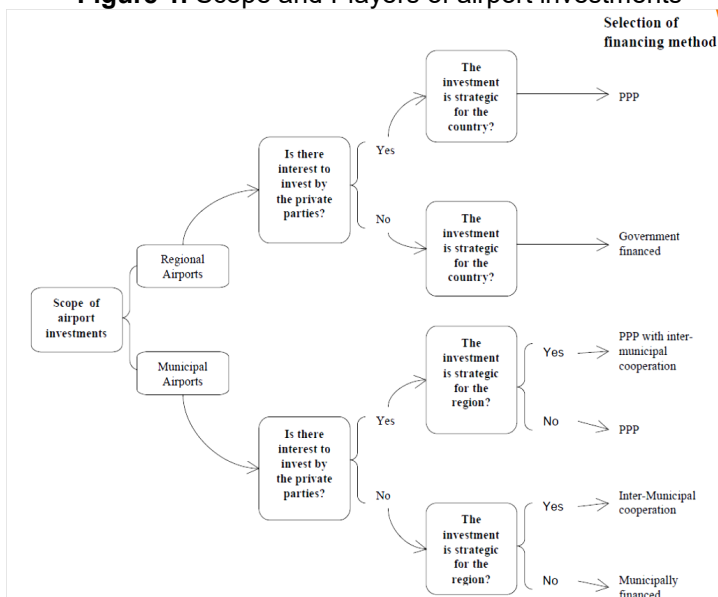 Figure 1. Scope and Players of airport investments
Selection of
financing method
The
investment
is strategic
for the
country?
PPP
Is there
interest to
invest by
the private
parties?
Yes
No
The
investment
is strategic
for the
country?
Government
financed
Regional
Airports
Scope of
airport
investments
Municipal
Airports
The
investment
is strategic
for the
region?
Yes
PPP with inter-
municipal
cooperation
No
PPP
Is there
interest to
invest by
the private
parties?
Yes
No
The
investment
is strategic
for the
region?
Yes
Inter-Municipal
cooperation
No
Municipally
financed